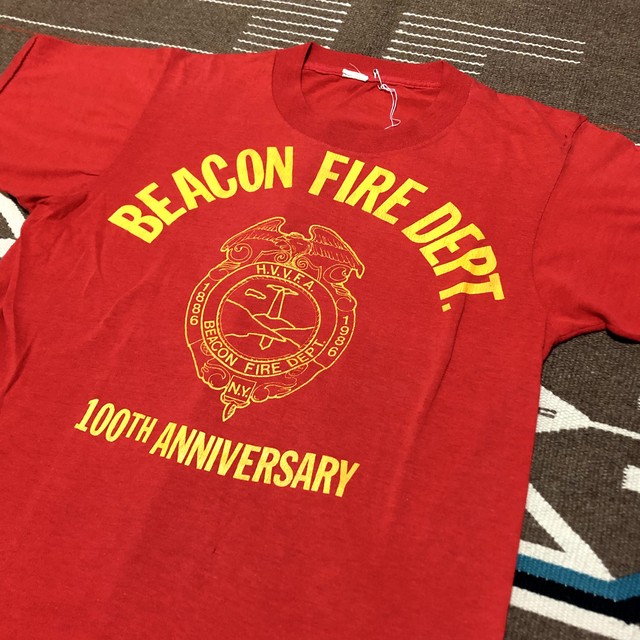 BEACON FIRE DEPT.
H.V.V.F.A.
1886
1986
BEACON FIRE DEPT.
N.Y.
100TH ANNIVERSARY